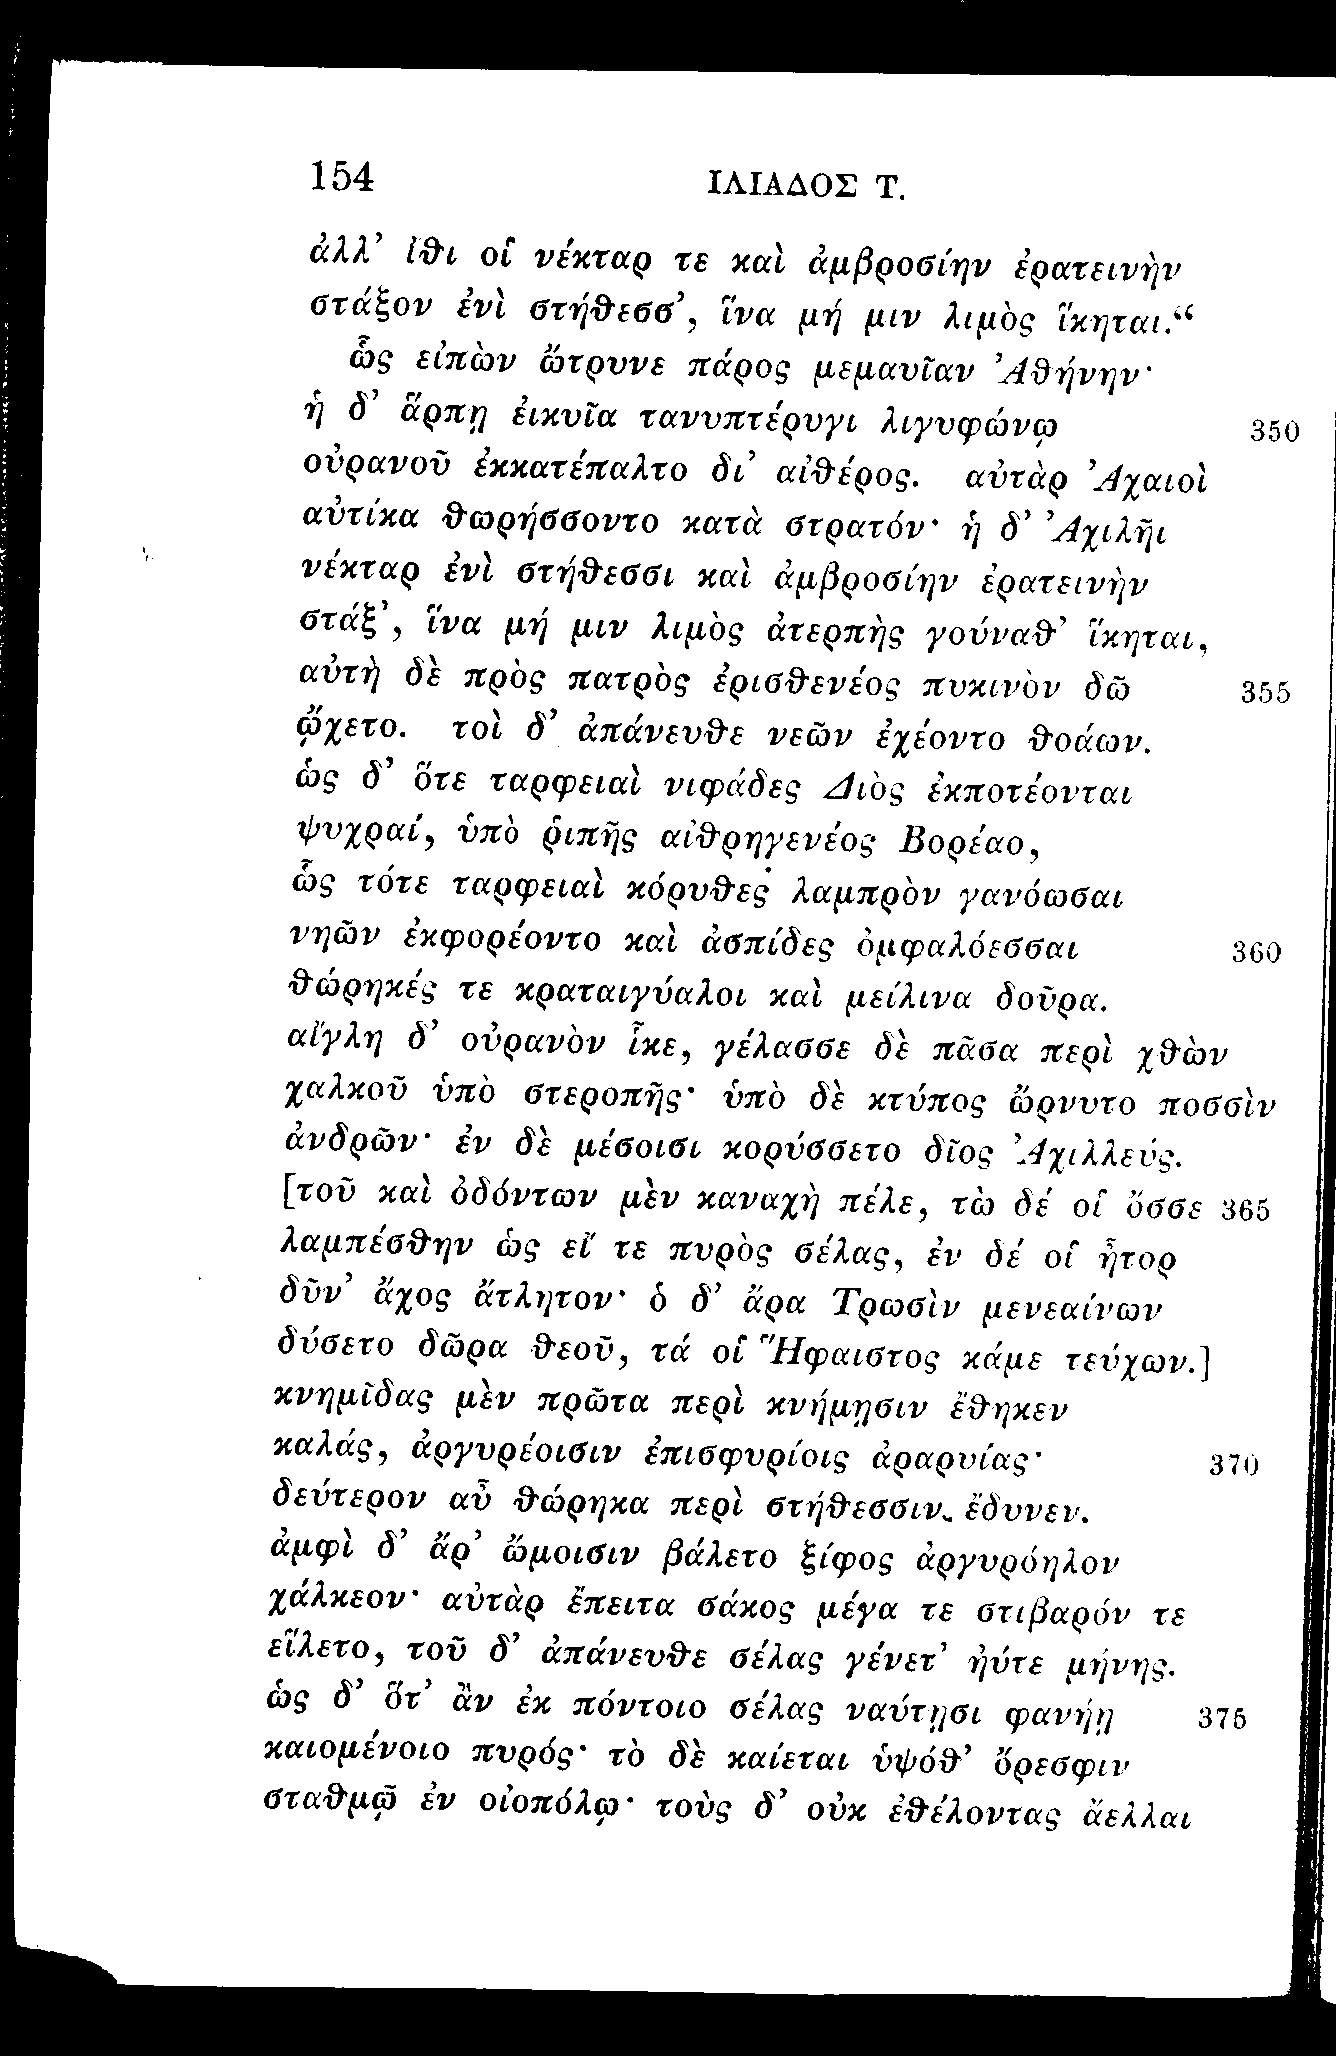 154 ΙΛΙΑΔΟΣ Τ.
ἀλλ’ ἴθι οἷ νέκταρ τε καὶ ἀμβροσίην ἐρατεινὴν
στάξον ἐνὶ στήθεσσ’, ἵνα μή μιν λιμὸς ἵκηται.“
ὣς εἰπὼν ὤτρυνε πάρος μεμαυῖαν Ἀθήνην·
ἡ δ’ ἅρπῃ ἐικυῖα τανυπτέρυγι λιγυφώνῳ 350
οὐρανοῦ ἐκκατέπαλτο δι’ αἰθέρος. αὐτὰρ Ἀχαιοὶ
αὐτίκα θωρήσσοντο κατὰ στρατόν· ἡ δ’ Ἀχιλῆι
νέκταρ ἐνὶ στήθεσσι καὶ ἀμβροσίην ἐρατεινὴν
στάξ’, ἵνα μή μιν λιμὸς ἀτερπὴς γούναθ’ ἵκηται,
αὐτὴ δὲ πρὸς πατρὸς ἐρισθενέος πυκινὸν δῶ 355
ᾤχετο. τοὶ δ’ ἀπάνευθε νεῶν ἐχέοντο θοάων.
ὡς δ’ ὅτε ταρφειαὶ νιφάδες Διὸς ἐκποτέονται
ψυχραί, ὑπὸ ῥιπῆς αἰθρηγενέος Βορέαο,
ὣς τότε ταρφειαὶ κόρυθες λαμπρὸν γανόωσαι
νηῶν ἐκφορέοντο καὶ ἀσπίδες ὀμφαλόεσσαι 360
θώρηκές τε κραταιγύαλοι καὶ μείλινα δοῦρα.
αἴγλη δ’ οὐρανὸν ἷκε, γέλασσε δὲ πᾶσα περὶ χθὼν
χαλκοῦ ὑπὸ στεροπῆς· ὑπὸ δὲ κτύπος ὤρνυτο ποσσὶν
ἀνδρῶν· ἐν δὲ μέσοισι κορύσσετο δῖος Ἀχιλλεύς.
[τοῦ καὶ ὀδόντων μὲν καναχὴ πέλε, τὼ δέ οἱ ὄσσε 365
λαμπέσθην ὡς εἴ τε πυρὸς σέλας, ἐν δέ οἱ ἦτορ
δῦν’ ἄχος ἄτλητον· ὁ δ’ ἄρα Τρωσὶν μενεαίνων
δύσετο δῶρα θεοῦ, τά οἱ Ἥφαιστος κάμε τεύχων.]
κνημῖδας μὲν πρῶτα περὶ κνήμῃσιν ἔθηκεν
καλάς, ἀργυρέοισιν ἐπισφυρίοις ἀραρυίας· 370
δεύτερον αὖ θώρηκα περὶ στήθεσσιν ἔδυνεν.
ἀμφὶ δ’ ἄρ’ ὤμοισιν βάλετο ξίφος ἀργυρόηλον
χάλκεον· αὐτὰρ ἔπειτα σάκος μέγα τε στιβαρόν τε
εἵλετο, τοῦ δ’ ἀπάνευθε σέλας γένετ’ ἠύτε μήνης.
ὡς δ’ ὅτ’ ἂν ἐκ πόντοιο σέλας ναύτῃσι φανήῃ 375
καιομένοιο πυρός· τὸ δὲ καίεται ὑψόθ’ ὄρεσφιν
σταθμῷ ἐν οἰοπόλῳ· τοὺς δ’ οὐκ ἐθέλοντας ἄελλαι